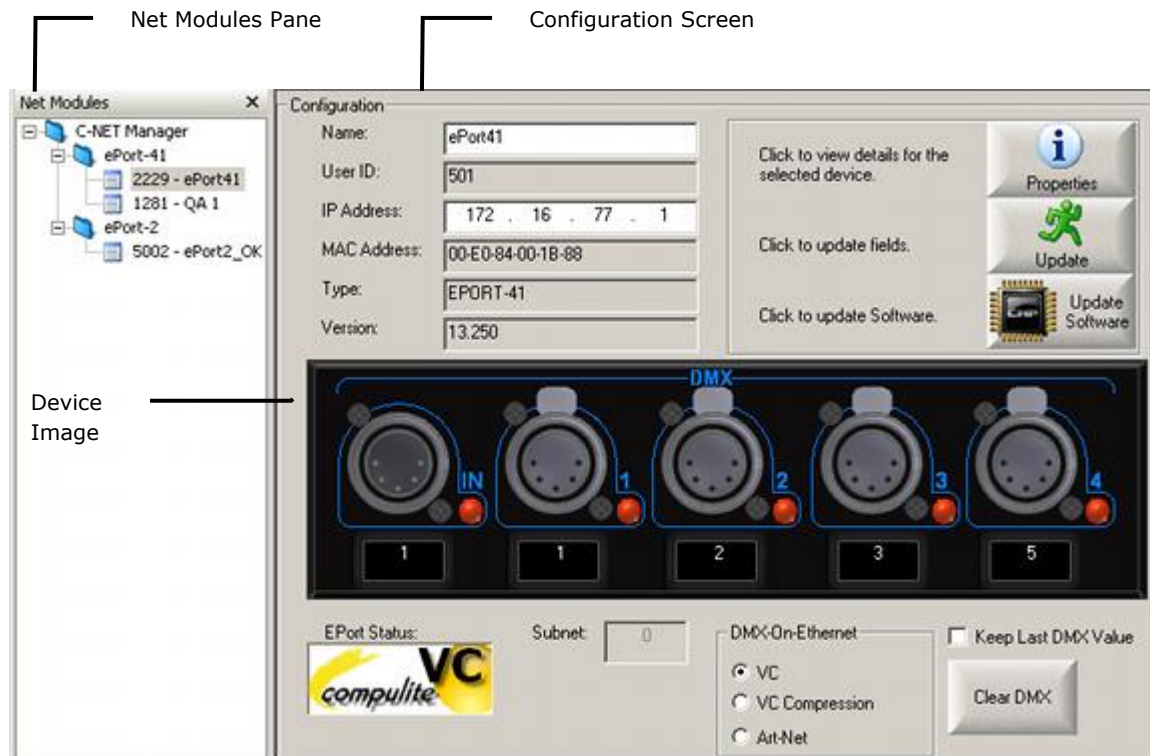 Net Modules Pane
Configuration Screen
Net Modules
Configuration
C-NET Manager
ePort-41
2229 - ePort41
1281 - QA 1
ePort-2
5002 - ePort2_OK
Name:
ePort41
User ID:
501
IP Address:
172 . 16 . 77 . 1
MAC Address:
00-E0-84-00-1B-88
Type:
EPORT-41
Version:
13.250
Click to view details for the
selected device.
Properties
Click to update fields.
Update
Click to update Software.
Update
Software
Device
Image
DMX
IN
1
2
3
4
1
1
2
3
5
EPort Status:
VC
compulite
Subnet:
0
DMX-On-Ethernet
VC
VC Compression
Art-Net
Keep Last DMX Value
Clear DMX